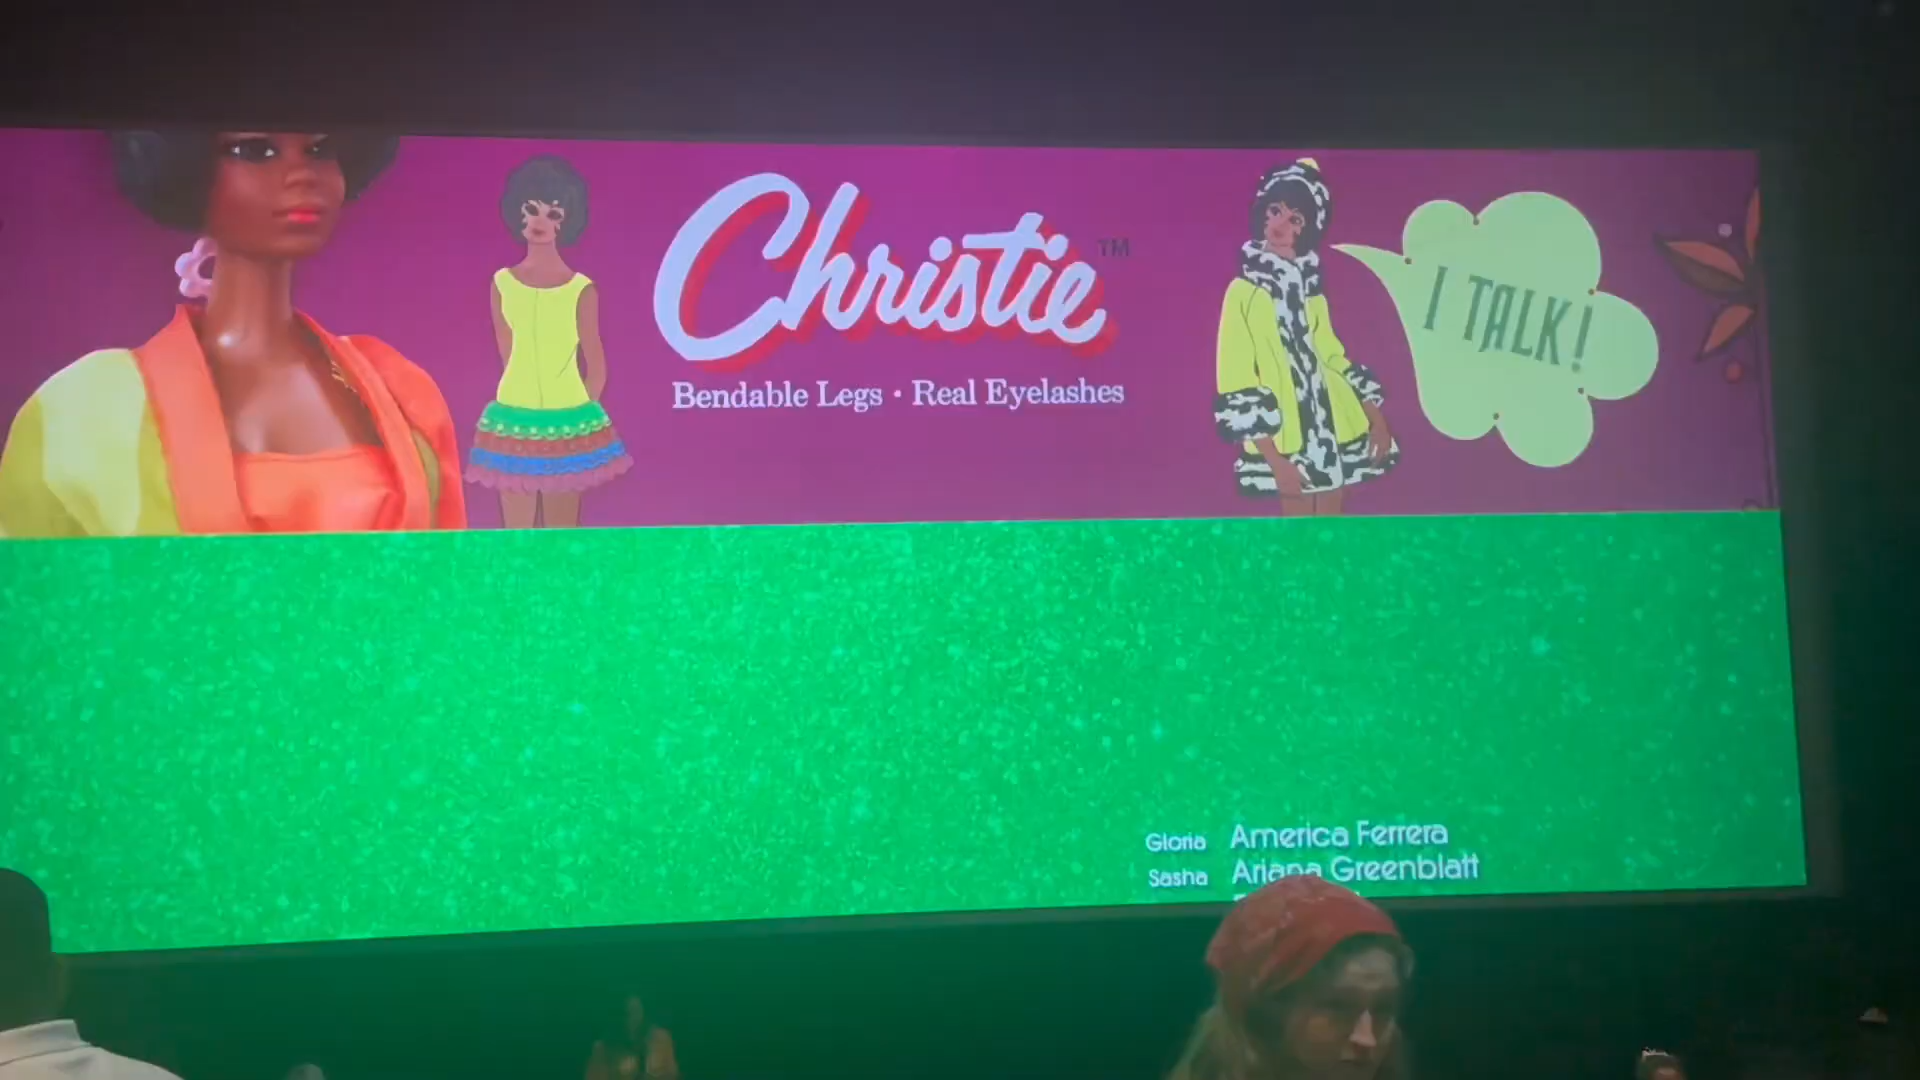 Christie™
Bendable Legs • Real Eyelashes
I TALK!
Gloria America Ferrera
Sasha Ariana Greenblatt